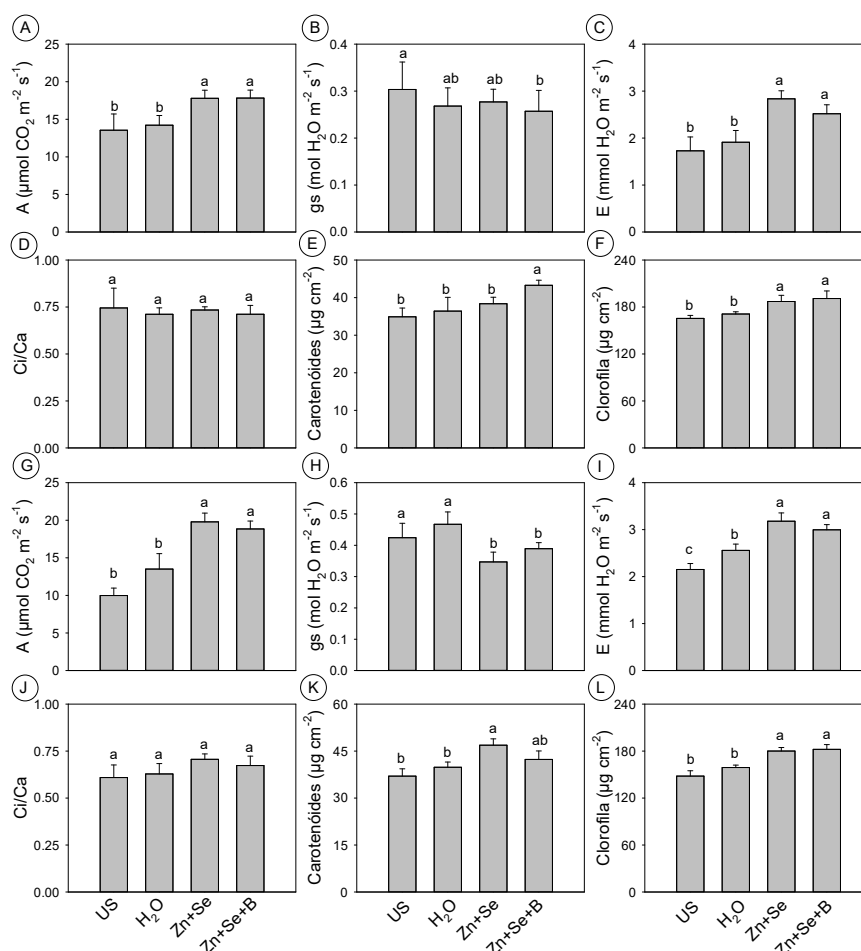 A
B
C
A (µmol CO₂ m⁻² s⁻¹)
25
20
15
10
5
0
b
b
a
a
gs (mol H₂O m⁻² s⁻¹)
0.4
0.3
0.2
0.1
0.0
a
ab
ab
b
E (mmol H₂O m⁻² s⁻¹)
4
3
2
1
0
b
b
a
a
D
E
F
Ci/Ca
1.00
0.75
0.50
0.25
0.00
a
a
a
a
Carotenóides (µg cm⁻²)
50
40
30
20
10
0
b
b
b
a
Clorofila (µg cm⁻²)
240
180
120
60
0
b
b
a
a
G
H
I
A (µmol CO₂ m⁻² s⁻¹)
25
20
15
10
5
0
b
b
a
a
gs (mol H₂O m⁻² s⁻¹)
0.6
0.5
0.4
0.3
0.2
0.1
0.0
a
a
b
b
E (mmol H₂O m⁻² s⁻¹)
4
3
2
1
0
c
b
a
a
J
K
L
Ci/Ca
1.00
0.75
0.50
0.25
0.00
a
a
a
a
US
H₂O
Zn+Se
Zn+Se+B
Carotenóides (µg cm⁻²)
60
45
30
15
0
b
b
a
ab
US
H₂O
Zn+Se
Zn+Se+B
Clorofila (µg cm⁻²)
240
180
120
60
0
b
b
a
a
US
H₂O
Zn+Se
Zn+Se+B